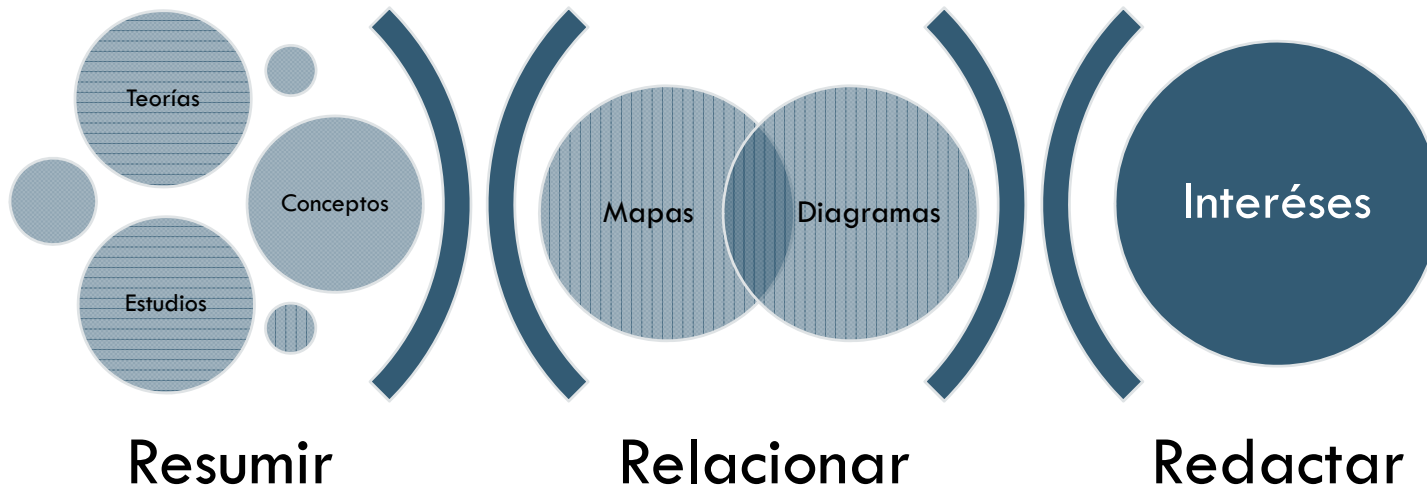 Teorías
Conceptos
Estudios
Resumir
Mapas
Diagramas
Relacionar
Interéses
Redactar